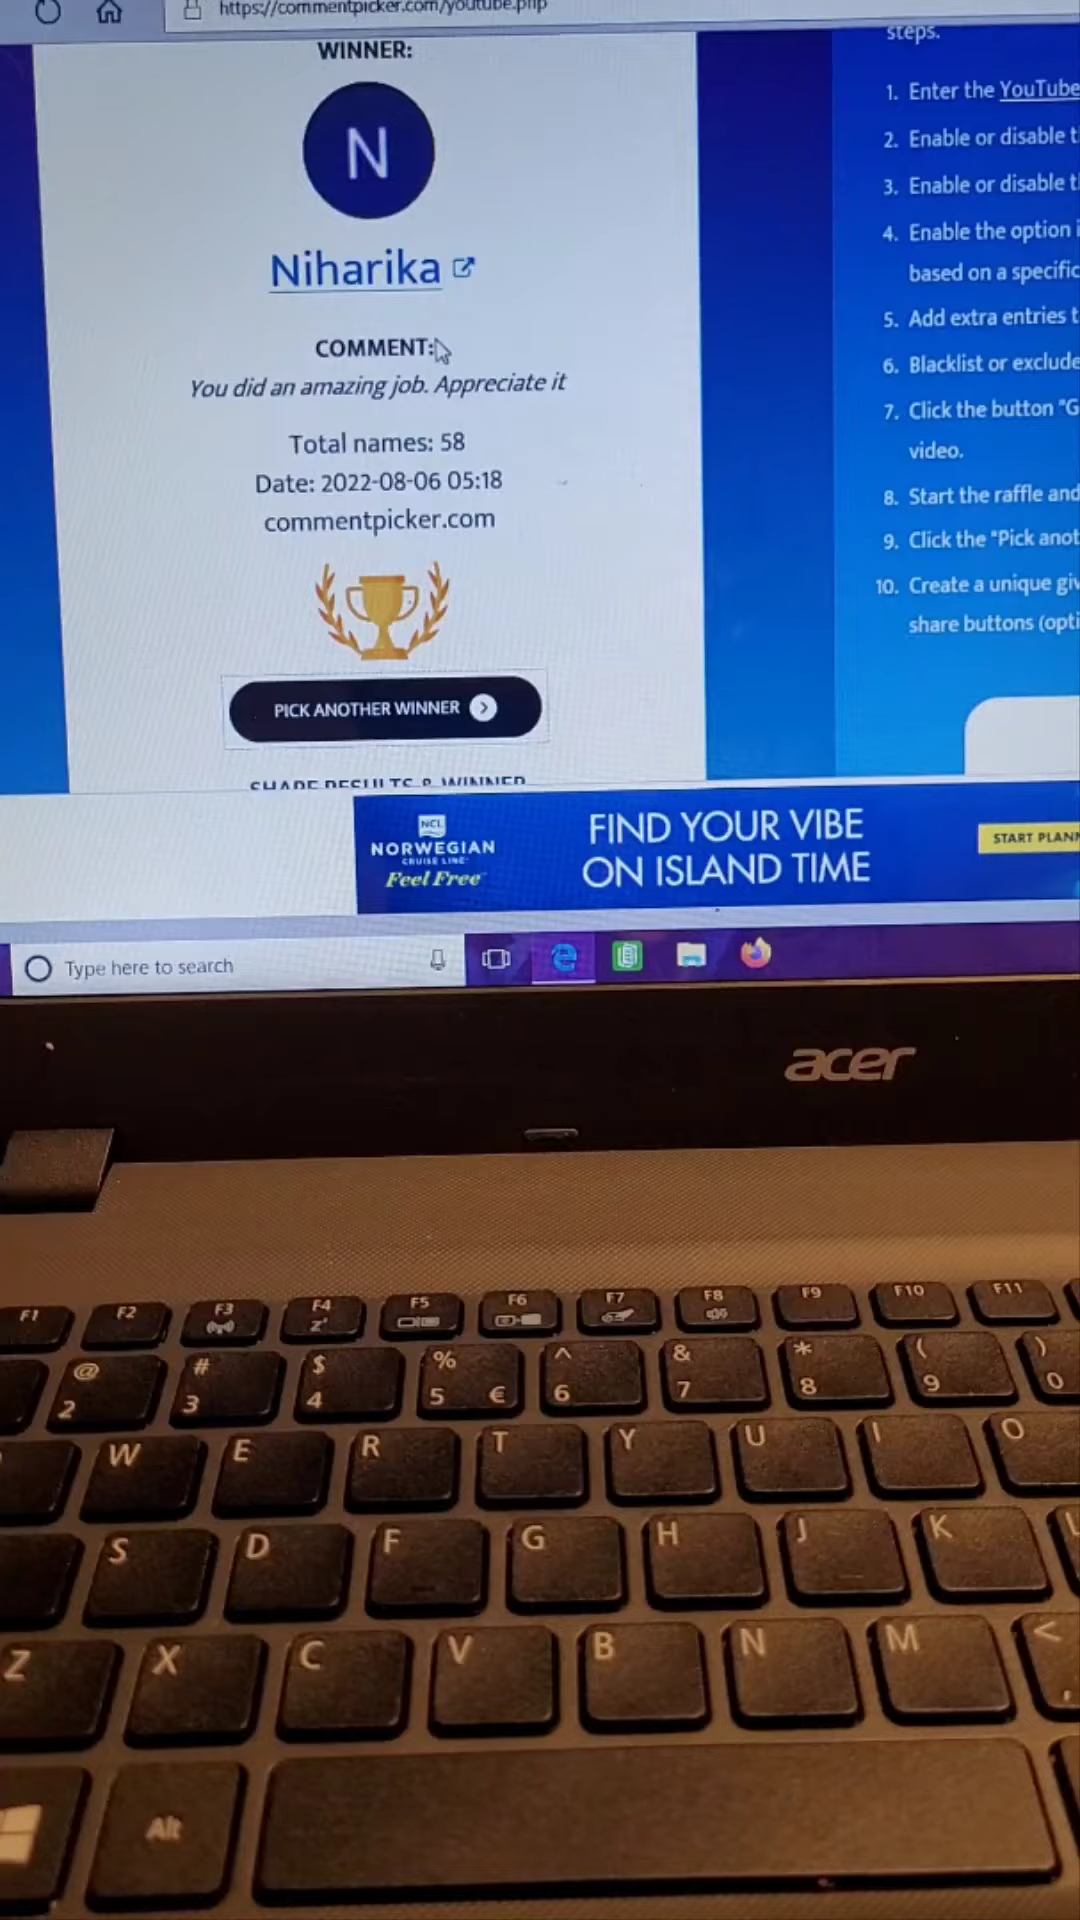 https://commentpicker.com/youtube.php
WINNER:
N
Niharika
COMMENT:
You did an amazing job. Appreciate it
Total names: 58
Date: 2022-08-06 05:18
commentpicker.com
PICK ANOTHER WINNER
SHARE RESULTS & WINNER
steps.
1. Enter the YouTube
2. Enable or disable t
3. Enable or disable t
4. Enable the option i
based on a specific
5. Add extra entries t
6. Blacklist or exclude
7. Click the button "G
video.
8. Start the raffle and
9. Click the "Pick anot
10. Create a unique giv
share buttons (opti
NCL
NORWEGIAN
CRUISE LINE
Feel Free
FIND YOUR VIBE
ON ISLAND TIME
START PLANN
Type here to search
acer
F1 F2 F3 F4 F5 F6 F7 F8 F9 F10 F11
z
@ # $ % ^ & * ( )
2 3 4 5 € 6 7 8 9 0
W E R T Y U I O
S D F G H J K L
Z X C V B N M <
,
Alt